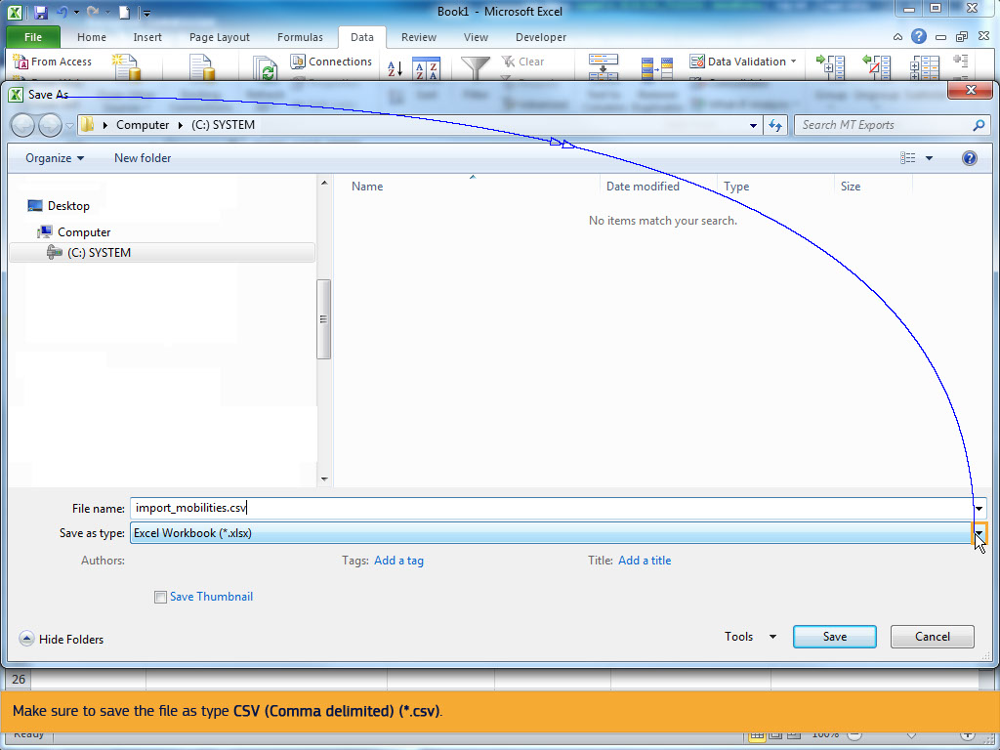 Book1 - Microsoft Excel
File Home Insert Page Layout Formulas Data Review View Developer
From Access Connections Clear Data Validation
Save As
Computer (C:) SYSTEM Search MT Exports
Organize New folder
Name Date modified Type Size
No items match your search.
Desktop
Computer
(C:) SYSTEM
File name: import_mobilities.csv
Save as type: Excel Workbook (*.xlsx)
Authors: Tags: Add a tag Title: Add a title
Save Thumbnail
Hide Folders Tools Save Cancel
26
Make sure to save the file as type CSV (Comma delimited) (*.csv).
Ready 100%